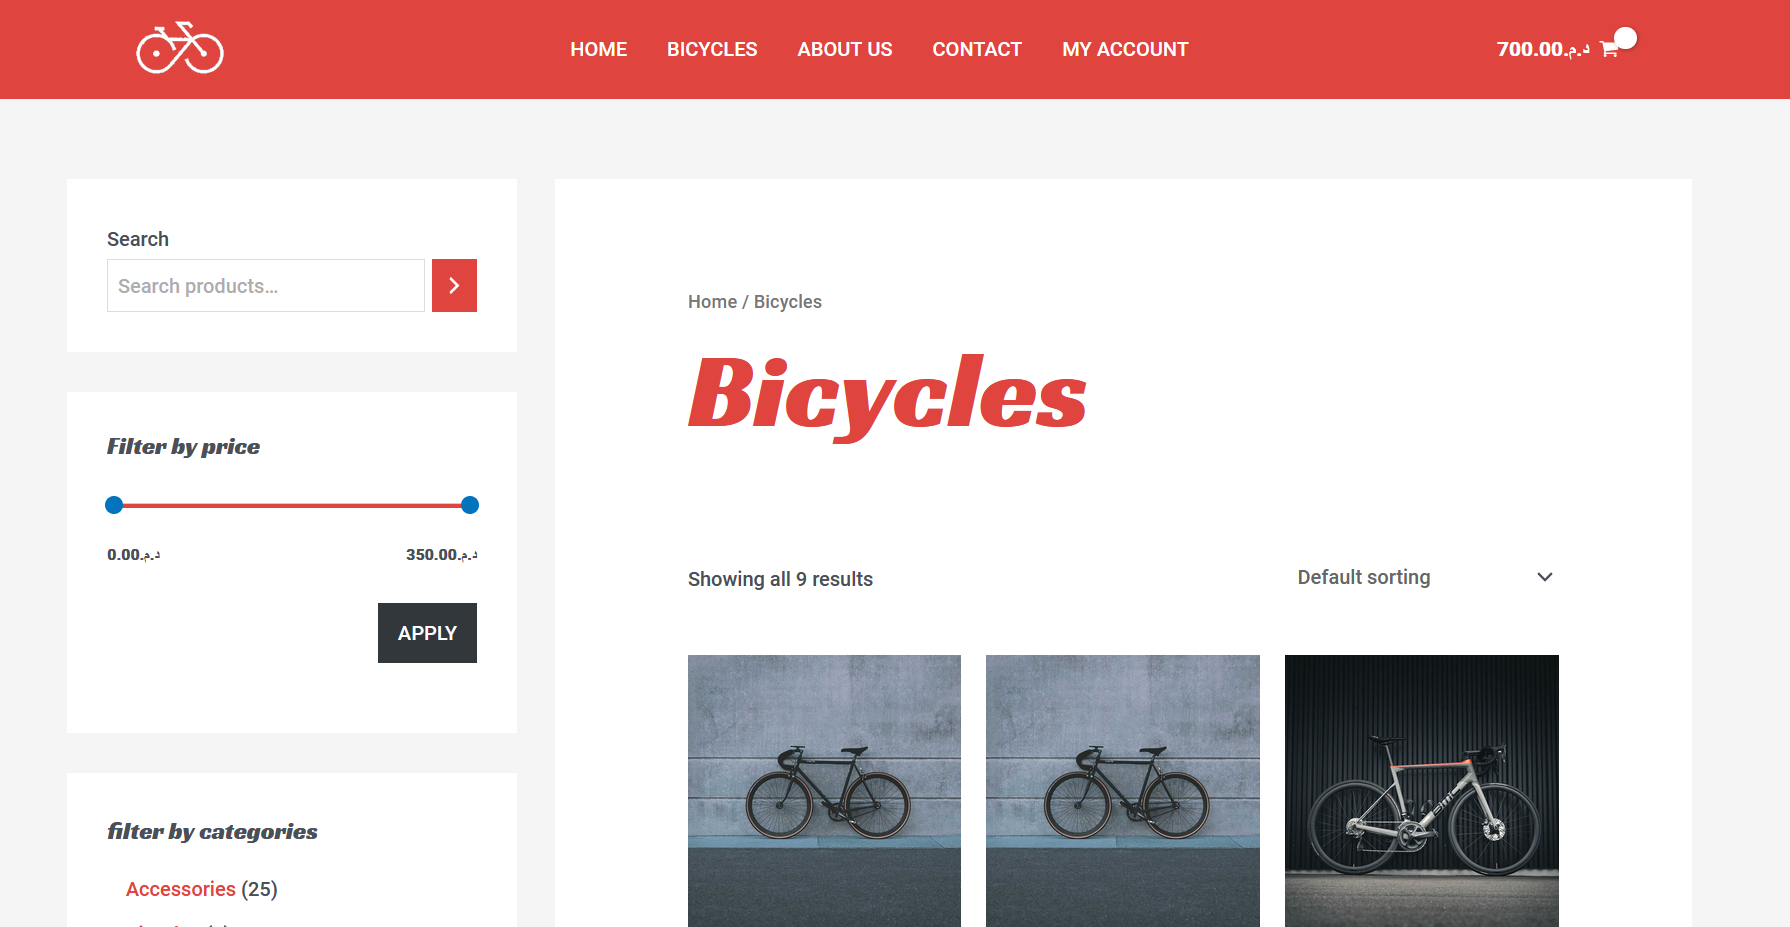 HOME BICYCLES ABOUT US CONTACT MY ACCOUNT 700.00د.م.
Search
Search products…
Filter by price
0.00د.م. 350.00د.م.
APPLY
filter by categories
Accessories (25)
Home / Bicycles
Bicycles
Showing all 9 results Default sorting
BMC